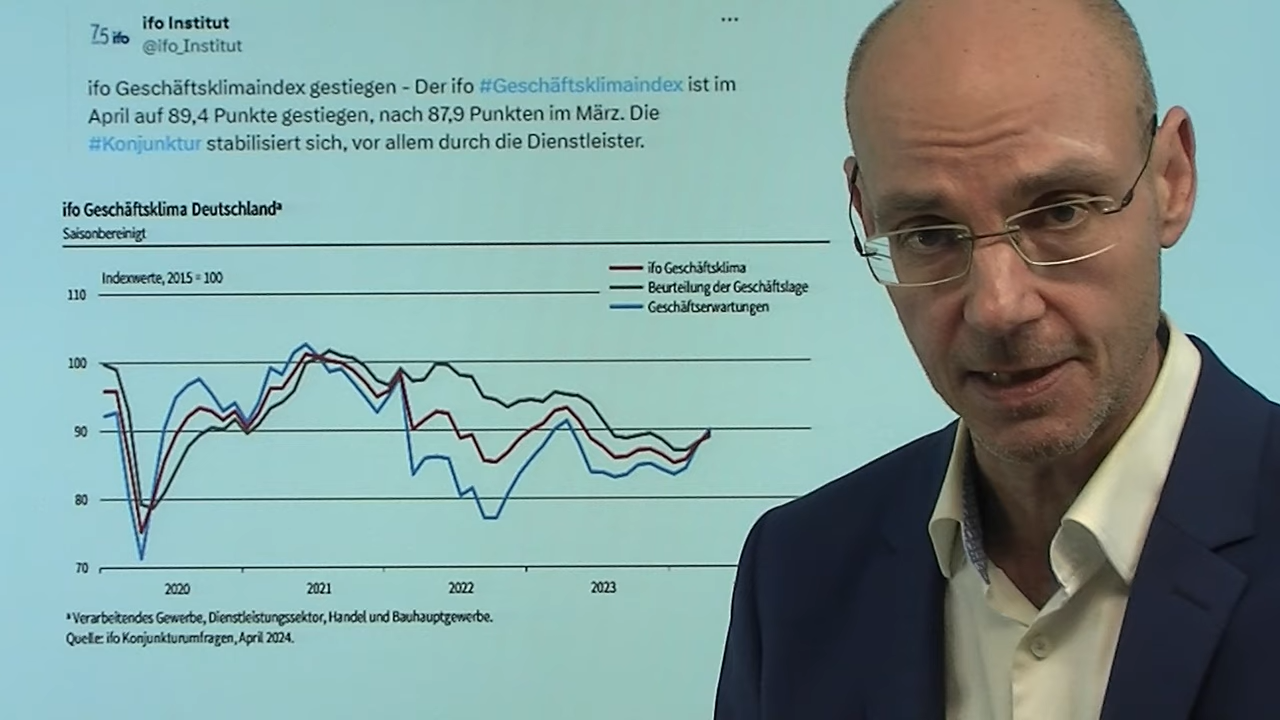 75 ifo
ifo Institut
@ifo_Institut
...
ifo Geschäftsklimaindex gestiegen – Der ifo #Geschäftsklimaindex ist im
April auf 89,4 Punkte gestiegen, nach 87,9 Punkten im März. Die
#Konjunktur stabilisiert sich, vor allem durch die Dienstleister.
ifo Geschäftsklima Deutschlandª
Saisonbereinigt
Indexwerte, 2015 = 100
ifo Geschäftsklima
Beurteilung der Geschäftslage
Geschäftserwartungen
110
100
90
80
70
2020 2021 2022 2023
ª Verarbeitendes Gewerbe, Dienstleistungssektor, Handel und Bauhauptgewerbe.
Quelle: ifo Konjunkturumfragen, April 2024.